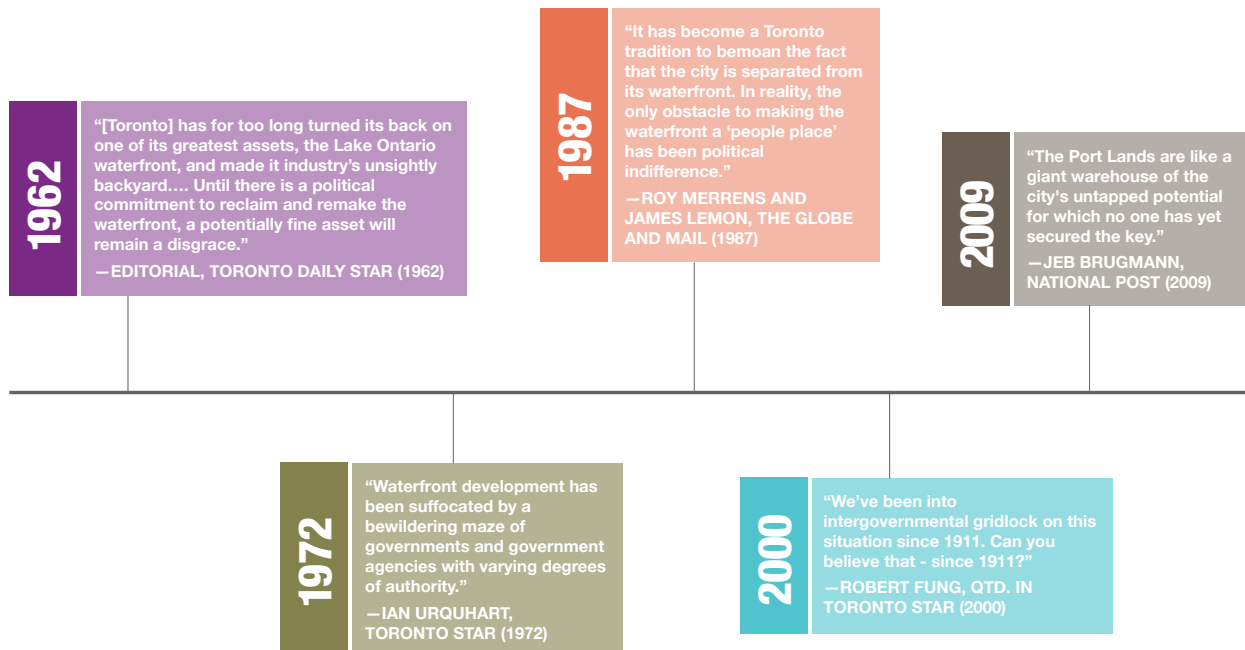 1962
“[Toronto] has for too long turned its back on
one of its greatest assets, the Lake Ontario
waterfront, and made it industry’s unsightly
backyard.... Until there is a political
commitment to reclaim and remake the
waterfront, a potentially fine asset will
remain a disgrace.”
—EDITORIAL, TORONTO DAILY STAR (1962)
1972
“Waterfront development has
been suffocated by a
bewildering maze of
governments and government
agencies with varying degrees
of authority.”
—IAN URQUHART,
TORONTO STAR (1972)
1987
“It has become a Toronto
tradition to bemoan the fact
that the city is separated from
its waterfront. In reality, the
only obstacle to making the
waterfront a ‘people place’
has been political
indifference.”
—ROY MERRENS AND
JAMES LEMON, THE GLOBE
AND MAIL (1987)
2000
“We’ve been into
intergovernmental gridlock on this
situation since 1911. Can you
believe that - since 1911?”
—ROBERT FUNG, QTD. IN
TORONTO STAR (2000)
2009
“The Port Lands are like a
giant warehouse of the
city's untapped potential
for which no one has yet
secured the key.”
—JEB BRUGMANN,
NATIONAL POST (2009)